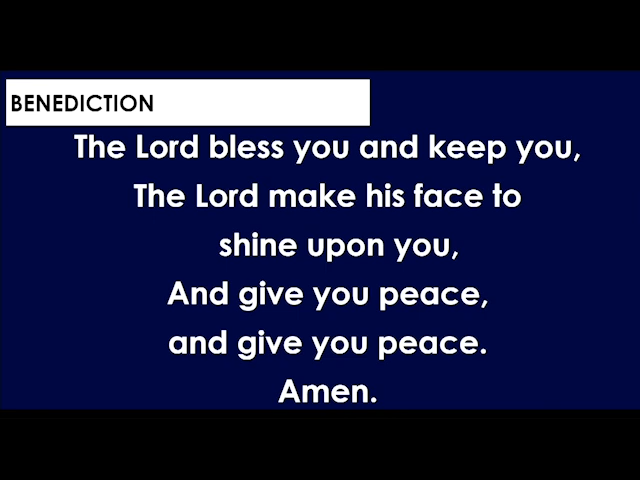 BENEDICTION
The Lord bless you and keep you,
The Lord make his face to
shine upon you,
And give you peace,
and give you peace.
Amen.